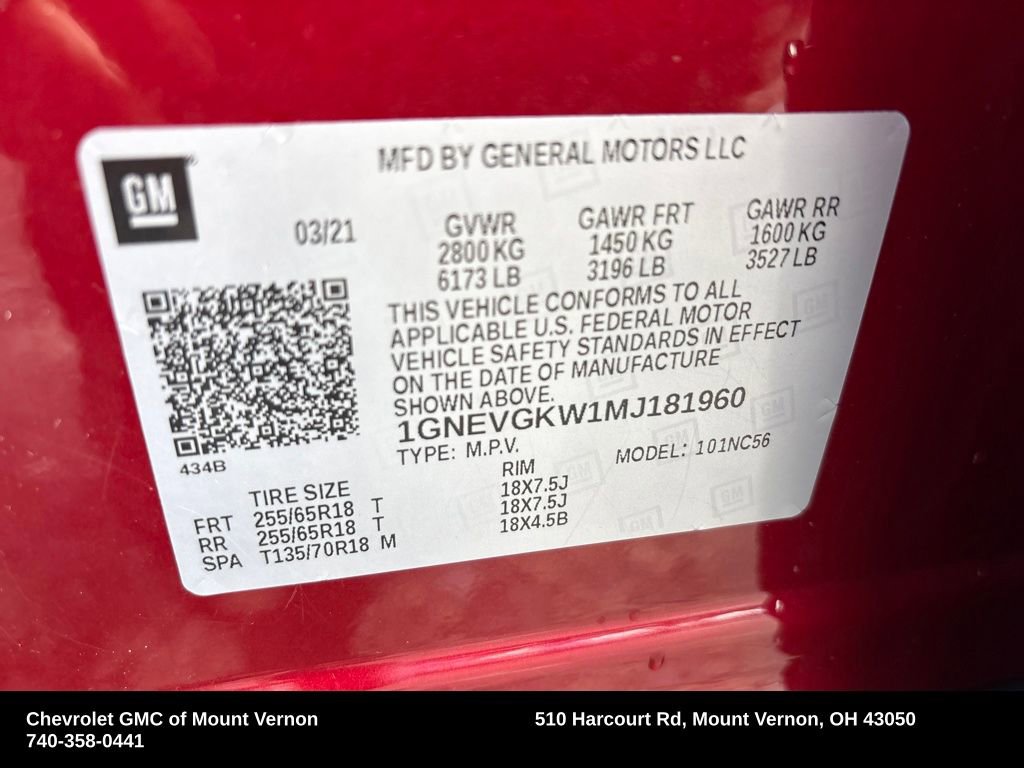 MFD BY GENERAL MOTORS LLC
GM
03/21
GVWR GAWR FRT GAWR RR
2800 KG 1450 KG 1600 KG
6173 LB 3196 LB 3527 LB
THIS VEHICLE CONFORMS TO ALL
APPLICABLE U.S. FEDERAL MOTOR
VEHICLE SAFETY STANDARDS IN EFFECT
ON THE DATE OF MANUFACTURE
SHOWN ABOVE.
1GNEVGKW1MJ181960
TYPE: M.P.V. MODEL: 101NC56
434B
TIRE SIZE RIM
FRT 255/65R18 T 18X7.5J
RR 255/65R18 T 18X7.5J
SPA T135/70R18 M 18X4.5B
Chevrolet GMC of Mount Vernon 510 Harcourt Rd, Mount Vernon, OH 43050
740-358-0441